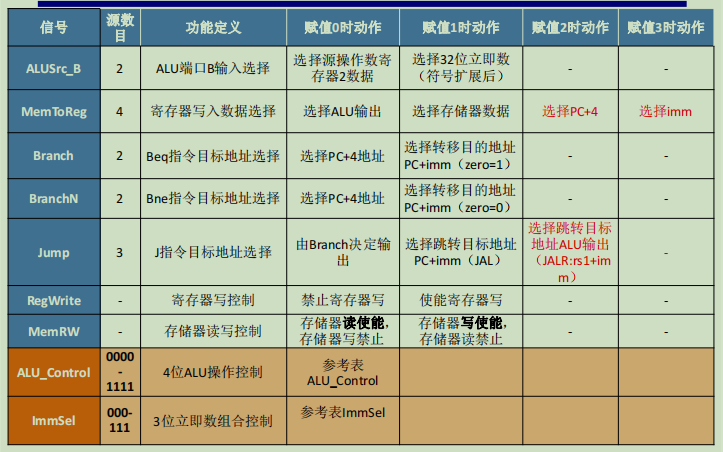 信号 源数目 功能定义 赋值0时动作 赋值1时动作 赋值2时动作 赋值3时动作
ALUSrc_B 2 ALU端口B输入选择 选择源操作数寄存器2数据 选择32位立即数（符号扩展后） - -
MemToReg 4 寄存器写入数据选择 选择ALU输出 选择存储器数据 选择PC+4 选择imm
Branch 2 Beq指令目标地址选择 选择PC+4地址 选择转移目的地址PC+imm（zero=1） - -
BranchN 2 Bne指令目标地址选择 选择PC+4地址 选择转移目的地址PC+imm（zero=0） - -
Jump 3 J指令目标地址选择 由Branch决定输出 选择跳转目标地址PC+imm（JAL） 选择跳转目标地址ALU输出（JALR:rs1+imm） -
RegWrite - 寄存器写控制 禁止寄存器写 使能寄存器写 - -
MemRW - 存储器读写控制 存储器读使能，存储器写禁止 存储器写使能，存储器读禁止 - -
ALU_Control 0000-1111 4位ALU操作控制 参考表ALU_Control
ImmSel 000-111 3位立即数组合控制 参考表ImmSel